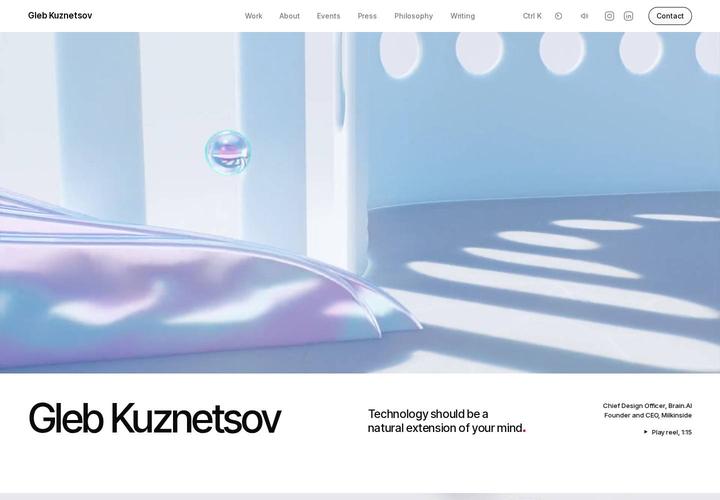 Gleb Kuznetsov
Work About Events Press Philosophy Writing
Ctrl K
Contact
Gleb Kuznetsov
Technology should be a
natural extension of your mind.
Chief Design Officer, Brain.AI
Founder and CEO, Milkinside
Play reel, 1:15